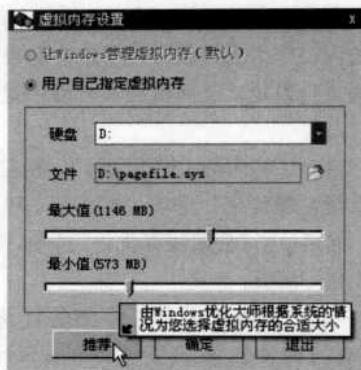 虚拟内存设置 x
让Windows管理虚拟内存(默认)
用户自己指定虚拟内存
硬盘 D:
文件 D:\pagefile.sys
最大值(1146 MB)
最小值(573 MB)
由Windows优化大师根据系统的情
况为您选择虚拟内存的合适大小
推荐 确定 退出